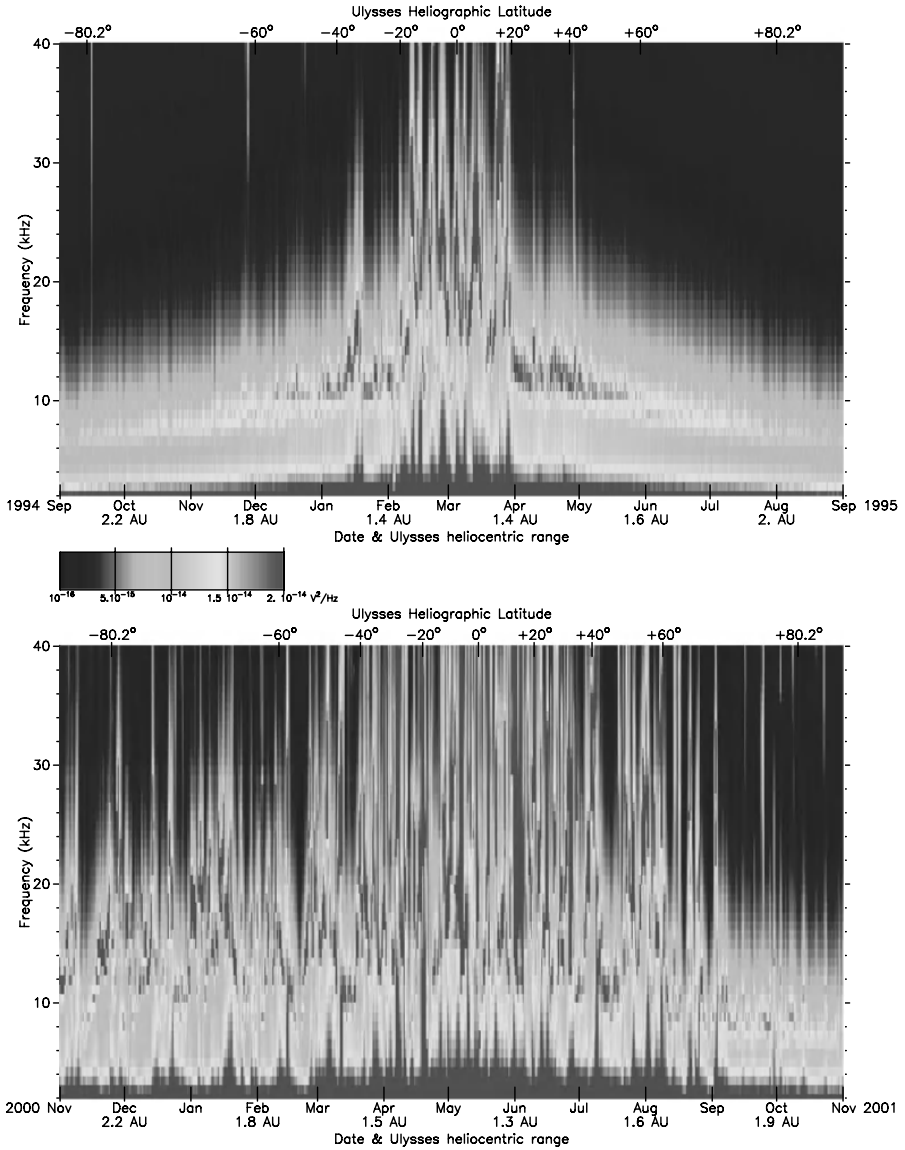 Ulysses Heliographic Latitude
−80.2° −60° −40° −20° 0° +20° +40° +60° +80.2°
40
30
20
10
Frequency (kHz)
1994 Sep Oct Nov Dec Jan Feb Mar Apr May Jun Jul Aug Sep 1995
2.2 AU 1.8 AU 1.4 AU 1.4 AU 1.6 AU 2. AU
Date & Ulysses heliocentric range
10⁻¹⁶ 5.10⁻¹⁵ 10⁻¹⁴ 1.5 10⁻¹⁴ 2. 10⁻¹⁴ V²/Hz
Ulysses Heliographic Latitude
−80.2° −60° −40° −20° 0° +20° +40° +60° +80.2°
40
30
20
10
Frequency (kHz)
2000 Nov Dec Jan Feb Mar Apr May Jun Jul Aug Sep Oct Nov 2001
2.2 AU 1.8 AU 1.5 AU 1.3 AU 1.6 AU 1.9 AU
Date & Ulysses heliocentric range